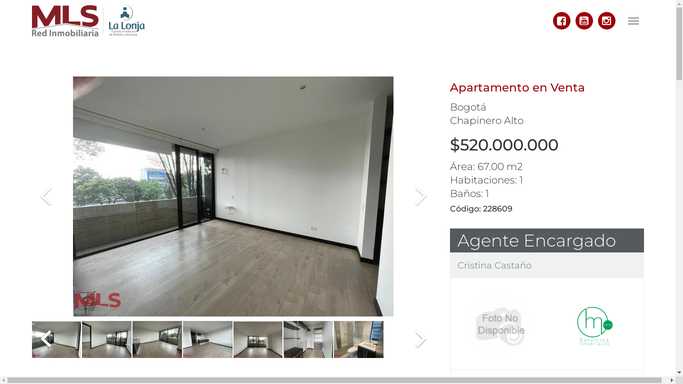 MLS
Red Inmobiliaria
La Lonja
Apartamento en Venta
Bogotá
Chapinero Alto
$520.000.000
Área: 67.00 m2
Habitaciones: 1
Baños: 1
Código: 228609
Agente Encargado
Cristina Castaño
Foto No
Disponible
MLS